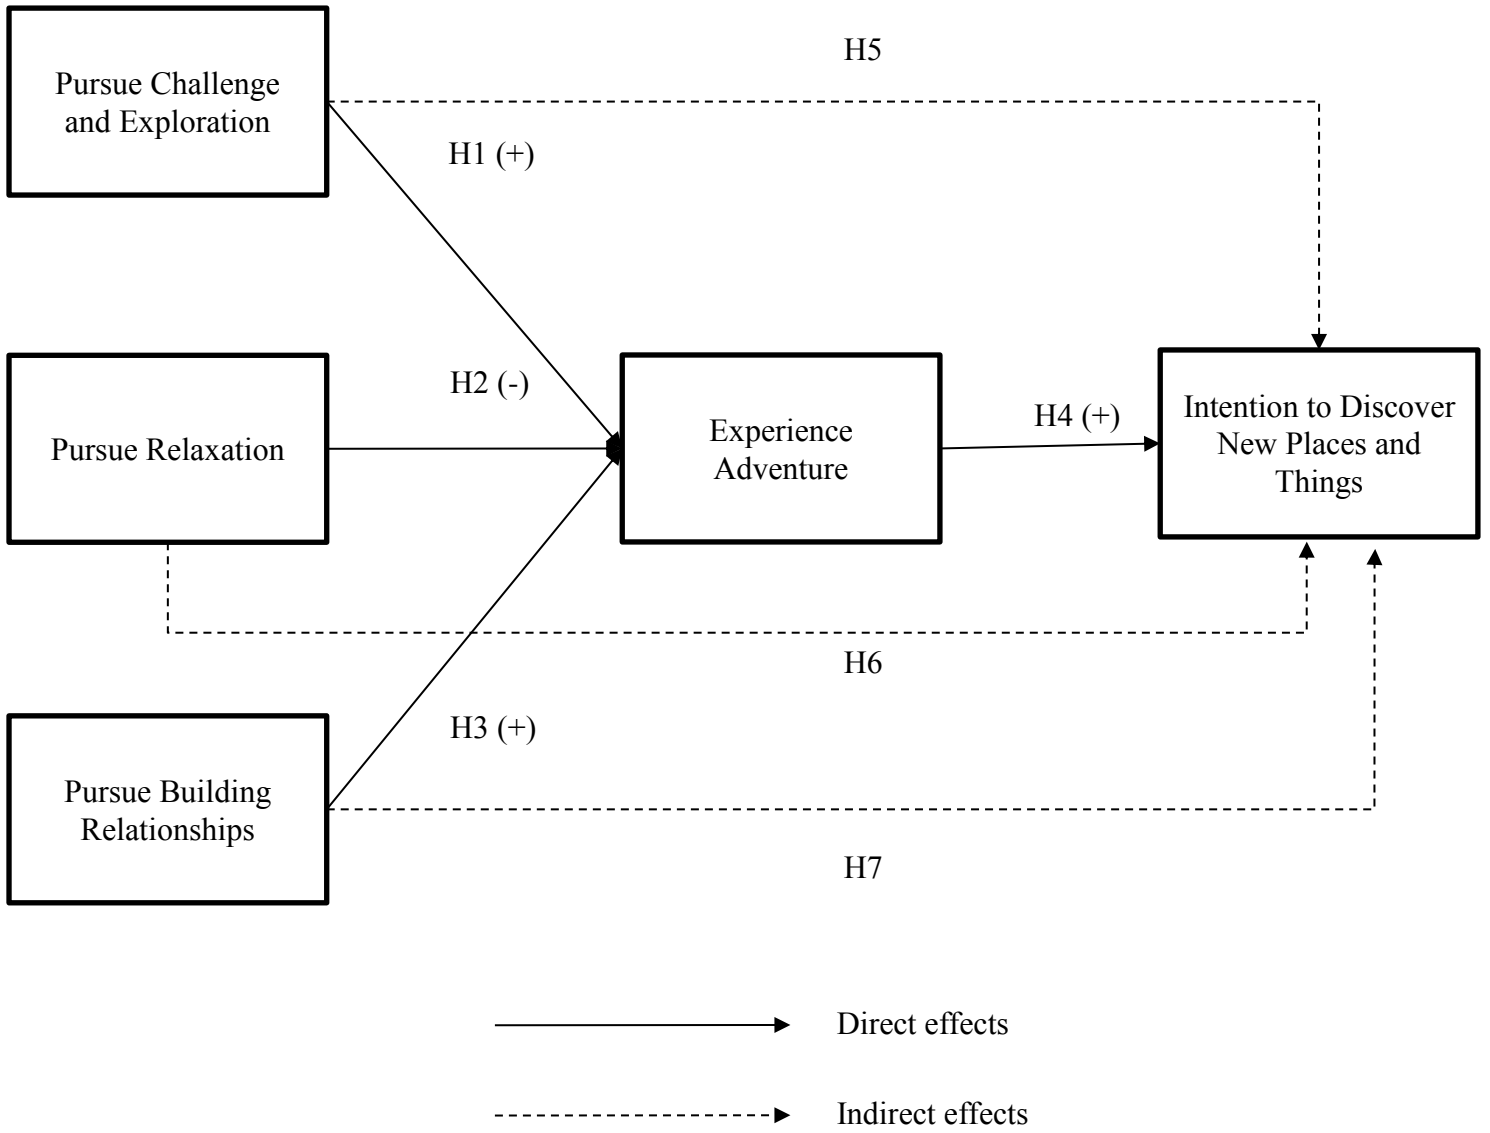 H5
Pursue Challenge
and Exploration
H1 (+)
H2 (-)
Pursue Relaxation
Experience
Adventure
H4 (+)
Intention to Discover
New Places and
Things
H6
H3 (+)
Pursue Building
Relationships
H7
Direct effects
Indirect effects